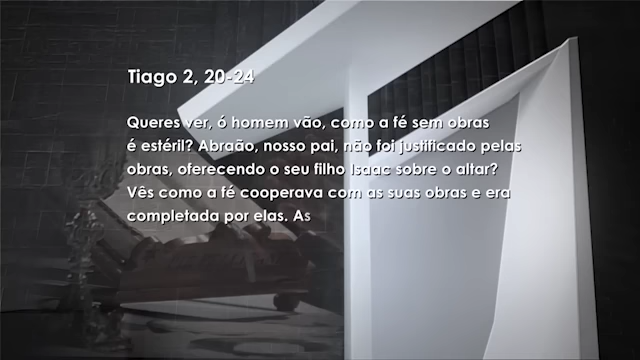 Tiago 2, 20-24
Queres ver, ó homem vão, como a fé sem obras
é estéril? Abraão, nosso pai, não foi justificado pelas
obras, oferecendo o seu filho Isaac sobre o altar?
Vês como a fé cooperava com as suas obras e era
completada por elas. As